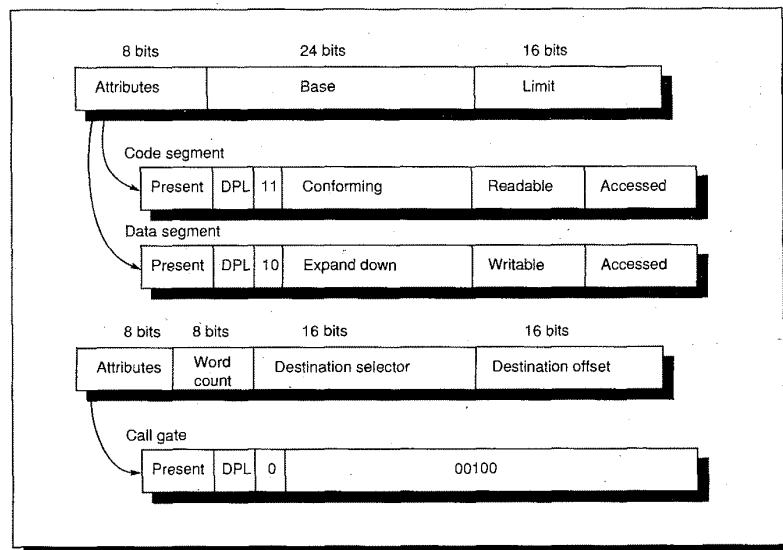 8 bits 24 bits 16 bits
Attributes Base Limit
Code segment
Present DPL 11 Conforming Readable Accessed
Data segment
Present DPL 10 Expand down Writable Accessed
8 bits 8 bits 16 bits 16 bits
Attributes Word count Destination selector Destination offset
Call gate
Present DPL 0 00100